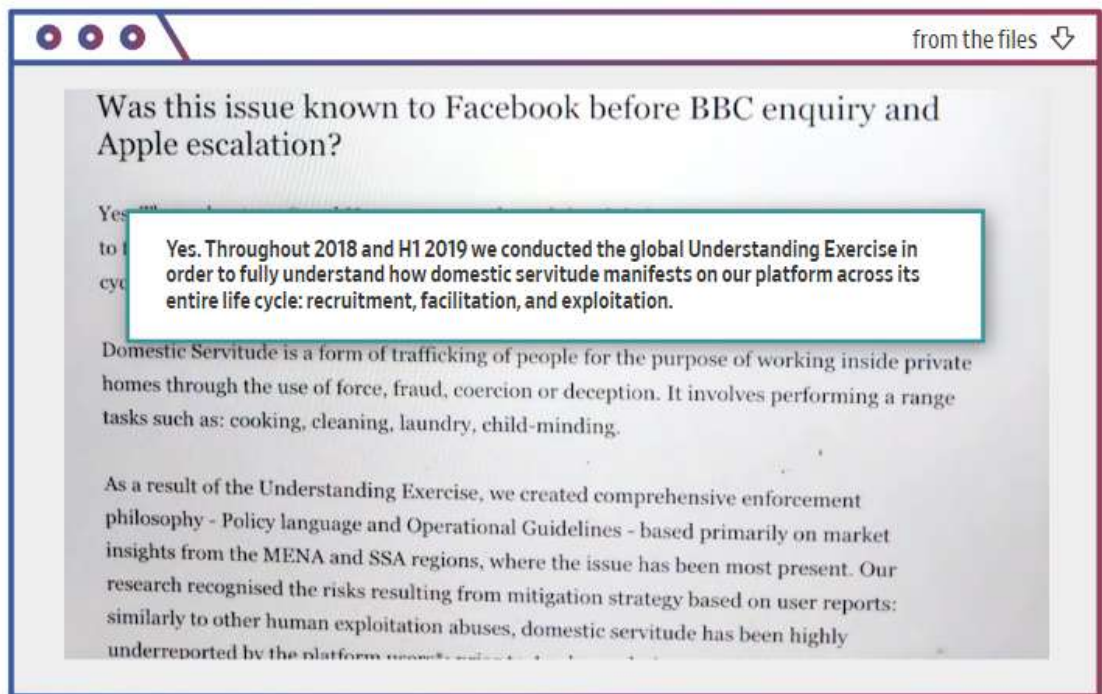 from the files
Was this issue known to Facebook before BBC enquiry and
Apple escalation?
Yes
to
cyc
Yes. Throughout 2018 and H1 2019 we conducted the global Understanding Exercise in
order to fully understand how domestic servitude manifests on our platform across its
entire life cycle: recruitment, facilitation, and exploitation.
Domestic Servitude is a form of trafficking of people for the purpose of working inside private
homes through the use of force, fraud, coercion or deception. It involves performing a range
tasks such as: cooking, cleaning, laundry, child-minding.
As a result of the Understanding Exercise, we created comprehensive enforcement
philosophy - Policy language and Operational Guidelines - based primarily on market
insights from the MENA and SSA regions, where the issue has been most present. Our
research recognised the risks resulting from mitigation strategy based on user reports:
similarly to other human exploitation abuses, domestic servitude has been highly
underreported by the platform